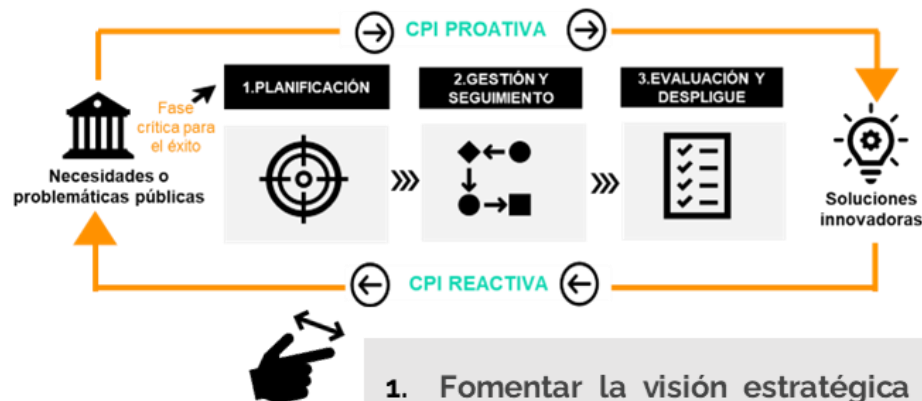 CPI PROATIVA
1.PLANIFICACIÓN
2.GESTIÓN Y
SEGUIMIENTO
3.EVALUACIÓN Y
DESPLIGUE
Fase
crítica para
el éxito
Necesidades o
problemáticas públicas
Soluciones
innovadoras
CPI REACTIVA
1. Fomentar la visión estratégica